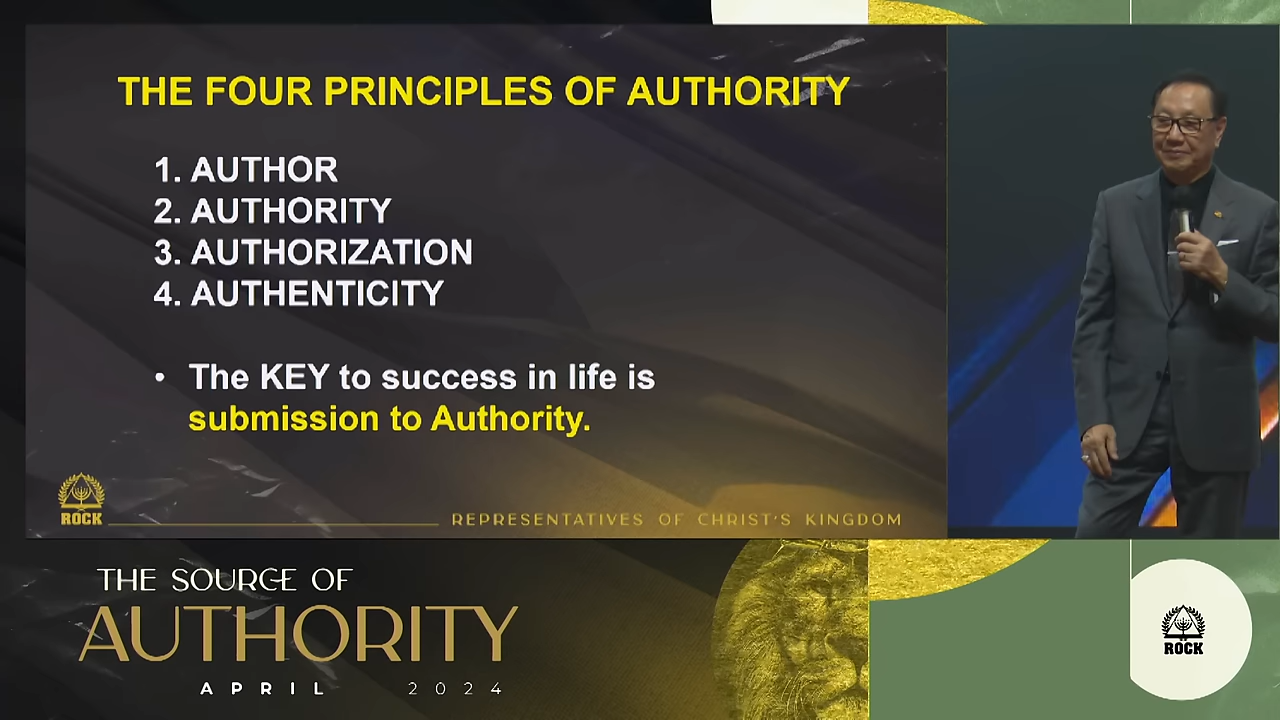 THE FOUR PRINCIPLES OF AUTHORITY
1. AUTHOR
2. AUTHORITY
3. AUTHORIZATION
4. AUTHENTICITY
• The KEY to success in life is
submission to Authority.
ROCK
REPRESENTATIVES OF CHRIST'S KINGDOM
THE SOURCE OF
AUTHORITY
APRIL 2024
ROCK